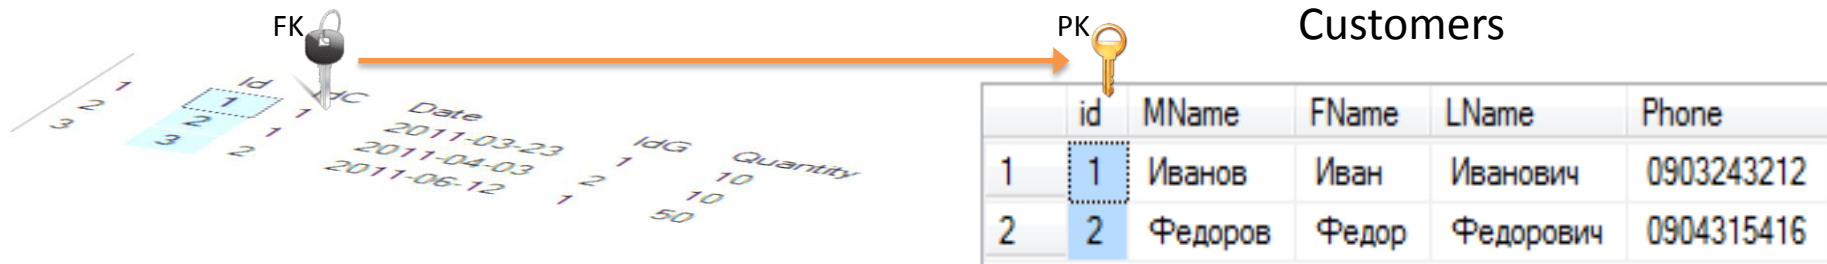 FK
PK
Customers
Id IdC Date IdG Quantity
1 1 1 2011-03-23 1 10
2 2 1 2011-04-03 2 10
3 3 2 2011-06-12 1 50
id MName FName LName Phone
1 1 Иванов Иван Иванович 0903243212
2 2 Федоров Федор Федорович 0904315416